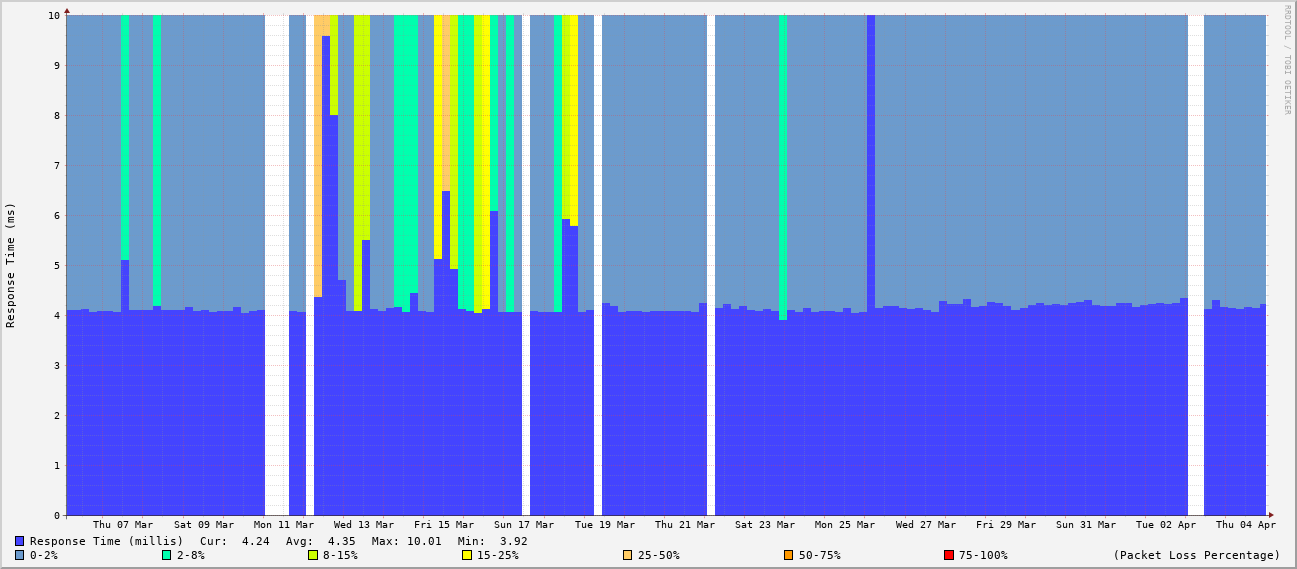 10
9
8
7
6
5
4
3
2
1
0
Response Time (ms)
RRDTOOL / TOBI OETIKER
Thu 07 Mar Sat 09 Mar Mon 11 Mar Wed 13 Mar Fri 15 Mar Sun 17 Mar Tue 19 Mar Thu 21 Mar Sat 23 Mar Mon 25 Mar Wed 27 Mar Fri 29 Mar Sun 31 Mar Tue 02 Apr Thu 04 Apr
Response Time (millis) Cur: 4.24 Avg: 4.35 Max: 10.01 Min: 3.92
0-2% 2-8% 8-15% 15-25% 25-50% 50-75% 75-100% (Packet Loss Percentage)